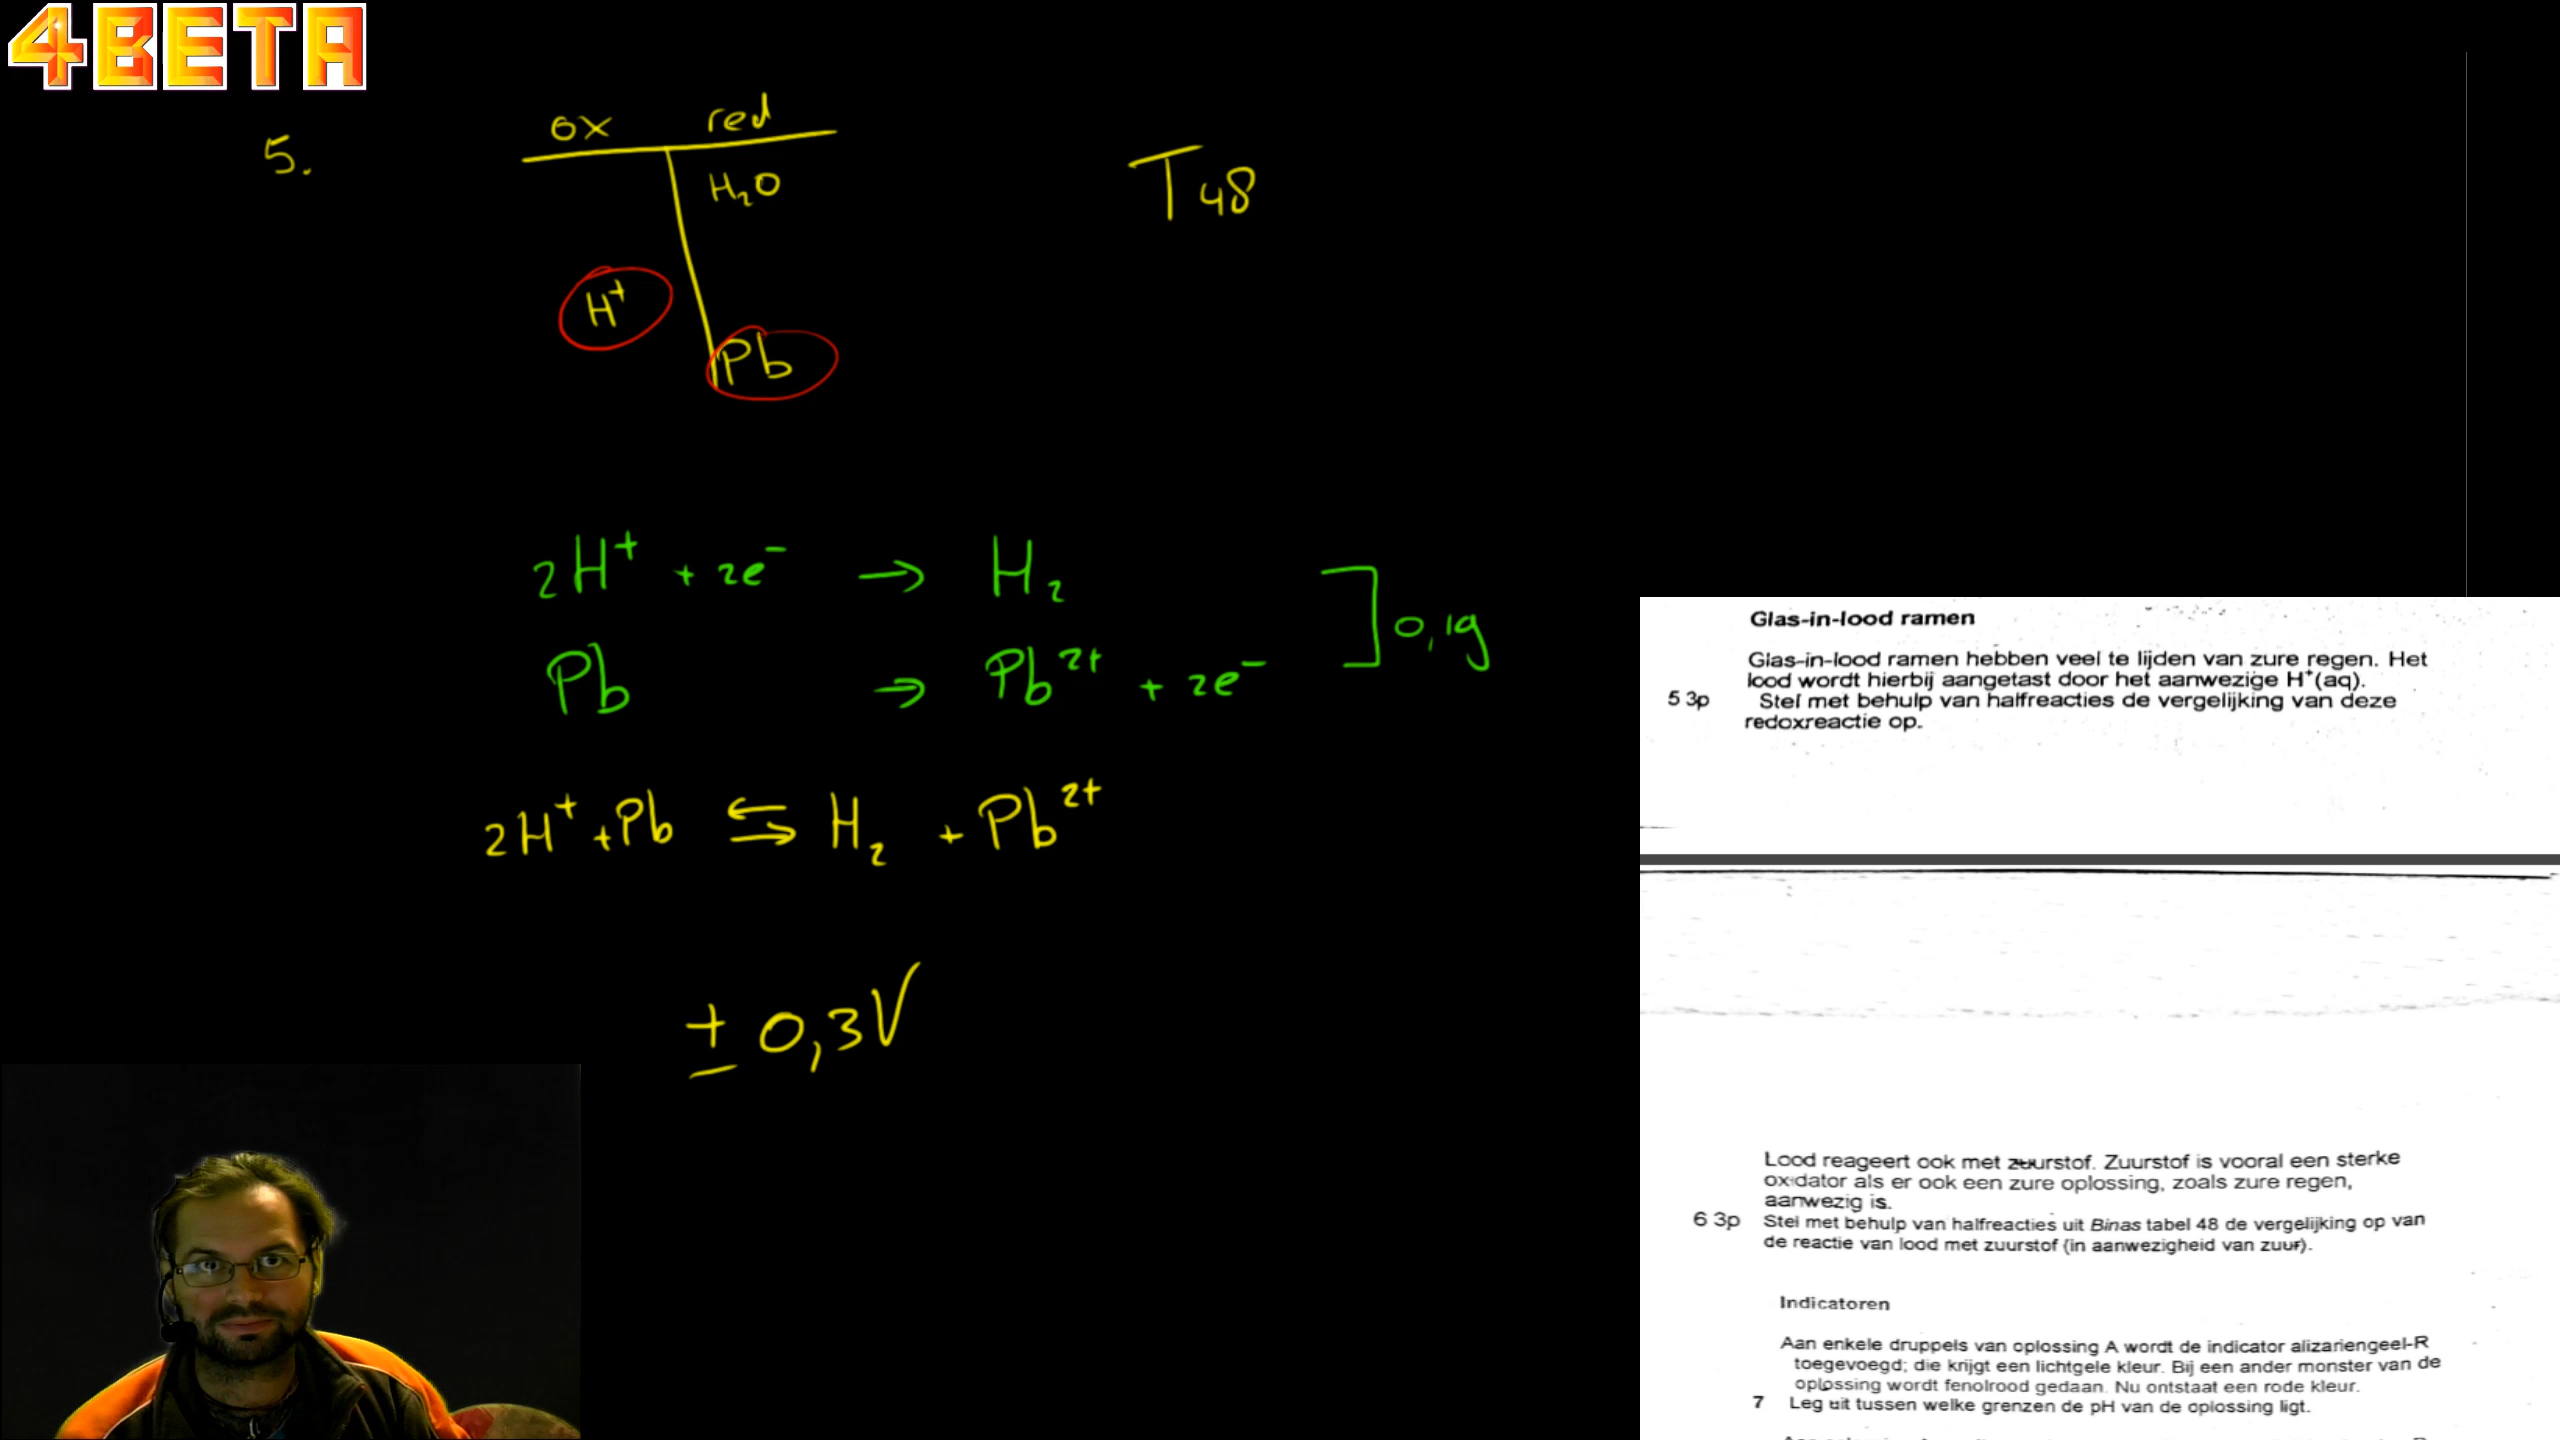 4BETA
5.
ox red
H₂O
H⁺
Pb
T48
2H⁺ + 2e⁻ → H₂
Pb → Pb²⁺ + 2e⁻
] 0,19
2H⁺ + Pb ⇆ H₂ + Pb²⁺
± 0,3V
Glas-in-lood ramen
Glas-in-lood ramen hebben veel te lijden van zure regen. Het
lood wordt hierbij aangetast door het aanwezige H⁺(aq).
5 3p Stel met behulp van halfreacties de vergelijking van deze
redoxreactie op.
Lood reageert ook met zuurstof. Zuurstof is vooral een sterke
oxidator als er ook een zure oplossing, zoals zure regen,
aanwezig is.
6 3p Stel met behulp van halfreacties uit Binas tabel 48 de vergelijking op van
de reactie van lood met zuurstof (in aanwezigheid van zuur).
Indicatoren
Aan enkele druppels van oplossing A wordt de indicator alizariengeel-R
toegevoegd; die krijgt een lichtgele kleur. Bij een ander monster van de
oplossing wordt fenolrood gedaan. Nu ontstaat een rode kleur.
7 Leg uit tussen welke grenzen de pH van de oplossing ligt.